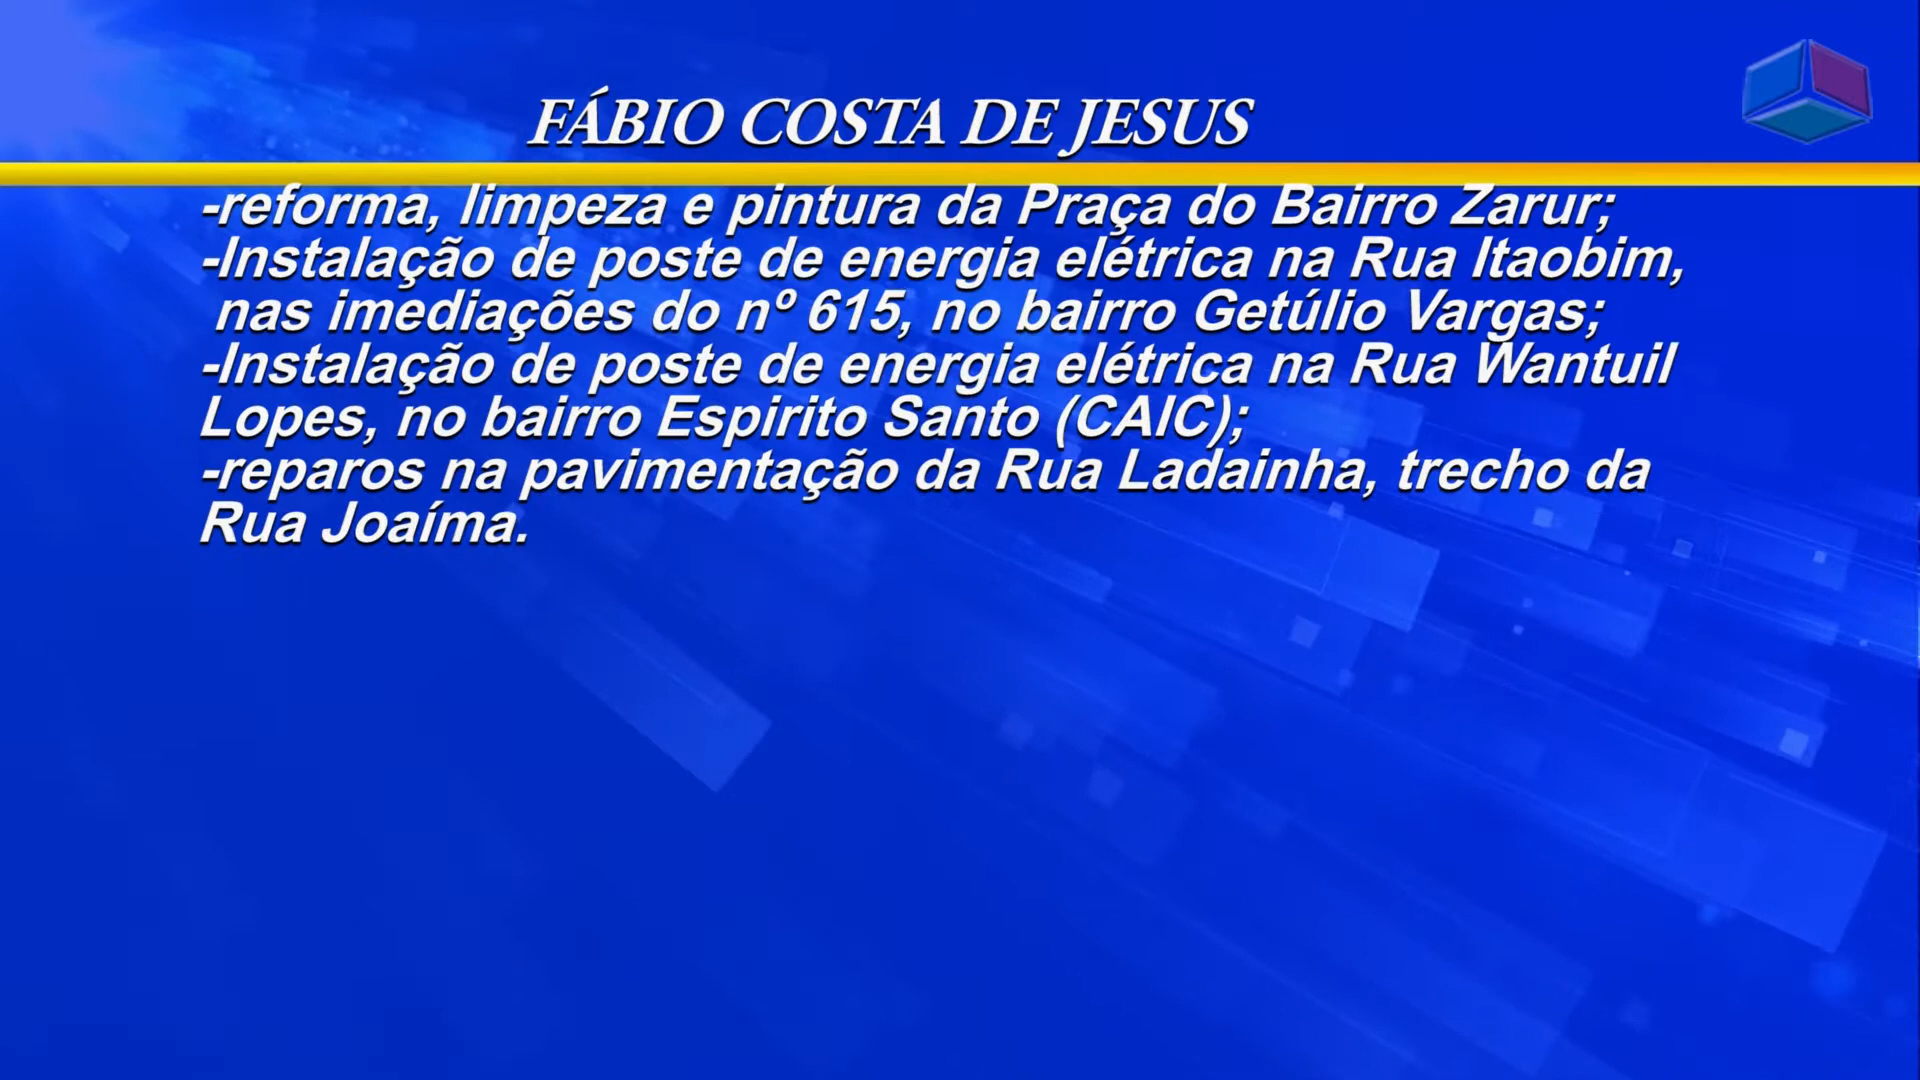 FÁBIO COSTA DE JESUS
-reforma, limpeza e pintura da Praça do Bairro Zarur;
-Instalação de poste de energia elétrica na Rua Itaobim,
nas imediações do nº 615, no bairro Getúlio Vargas;
-Instalação de poste de energia elétrica na Rua Wantuil
Lopes, no bairro Espirito Santo (CAIC);
-reparos na pavimentação da Rua Ladainha, trecho da
Rua Joaíma.